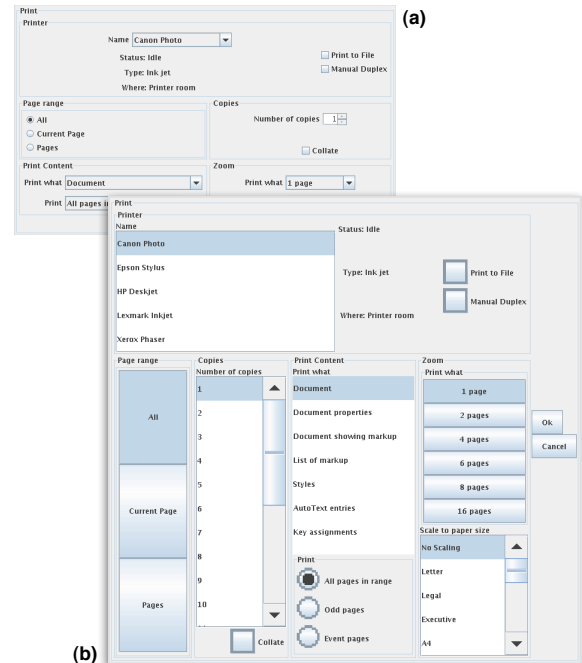 (a)
Print
Printer
Name Canon Photo
Status: Idle
Type: Ink jet
Where: Printer room
Print to File
Manual Duplex
Page range
All
Current Page
Pages
Copies
Number of copies 1
Collate
Print Content
Print what Document
Print All pages in
Zoom
Print what 1 page
(b)
Print
Printer
Name
Canon Photo
Epson Stylus
HP Deskjet
Lexmark Inkjet
Xerox Phaser
Status: Idle
Type: Ink jet
Where: Printer room
Print to File
Manual Duplex
Page range
All
Current Page
Pages
Copies
Number of copies
1
2
3
4
5
6
7
8
9
10
Collate
Print Content
Print what
Document
Document properties
Document showing markup
List of markup
Styles
AutoText entries
Key assignments
Print
All pages in range
Odd pages
Event pages
Zoom
Print what
1 page
2 pages
4 pages
6 pages
8 pages
16 pages
Scale to paper size
No Scaling
Letter
Legal
Executive
A4
Ok
Cancel